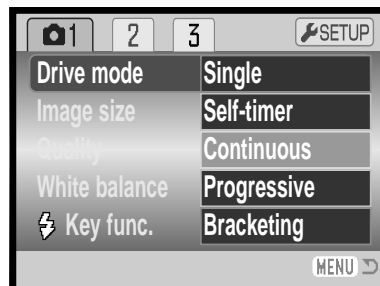 1 2 3 SETUP
Drive mode Single
Image size Self-timer
Quality Continuous
White balance Progressive
Key func. Bracketing
MENU